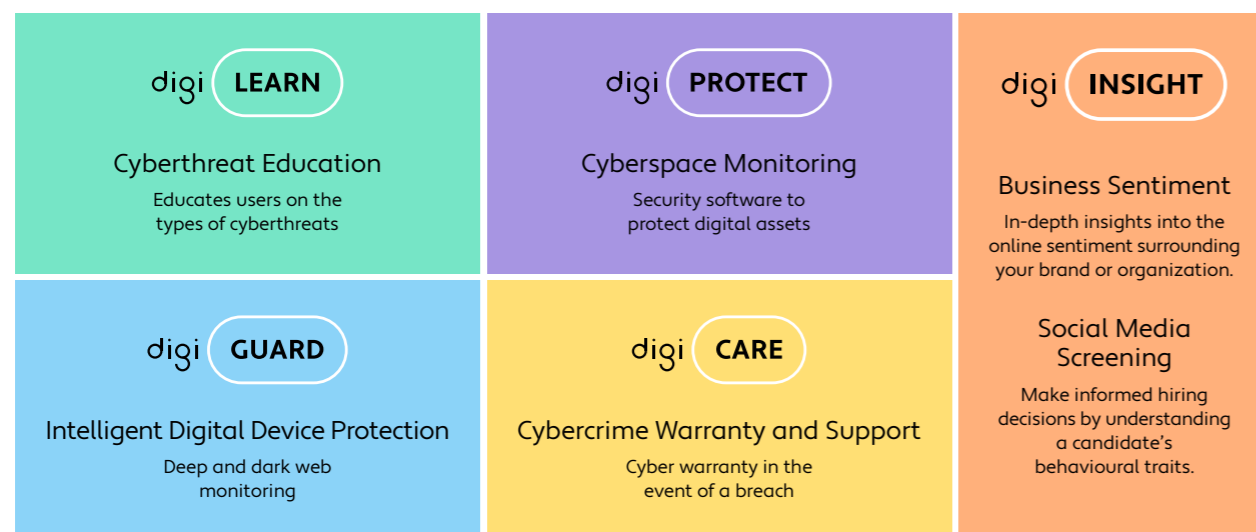 digi LEARN
Cyberthreat Education
Educates users on the
types of cyberthreats
digi PROTECT
Cyberspace Monitoring
Security software to
protect digital assets
digi INSIGHT
Business Sentiment
In-depth insights into the
online sentiment surrounding
your brand or organization.
Social Media
Screening
Make informed hiring
decisions by understanding
a candidate's
behavioural traits.
digi GUARD
Intelligent Digital Device Protection
Deep and dark web
monitoring
digi CARE
Cybercrime Warranty and Support
Cyber warranty in the
event of a breach